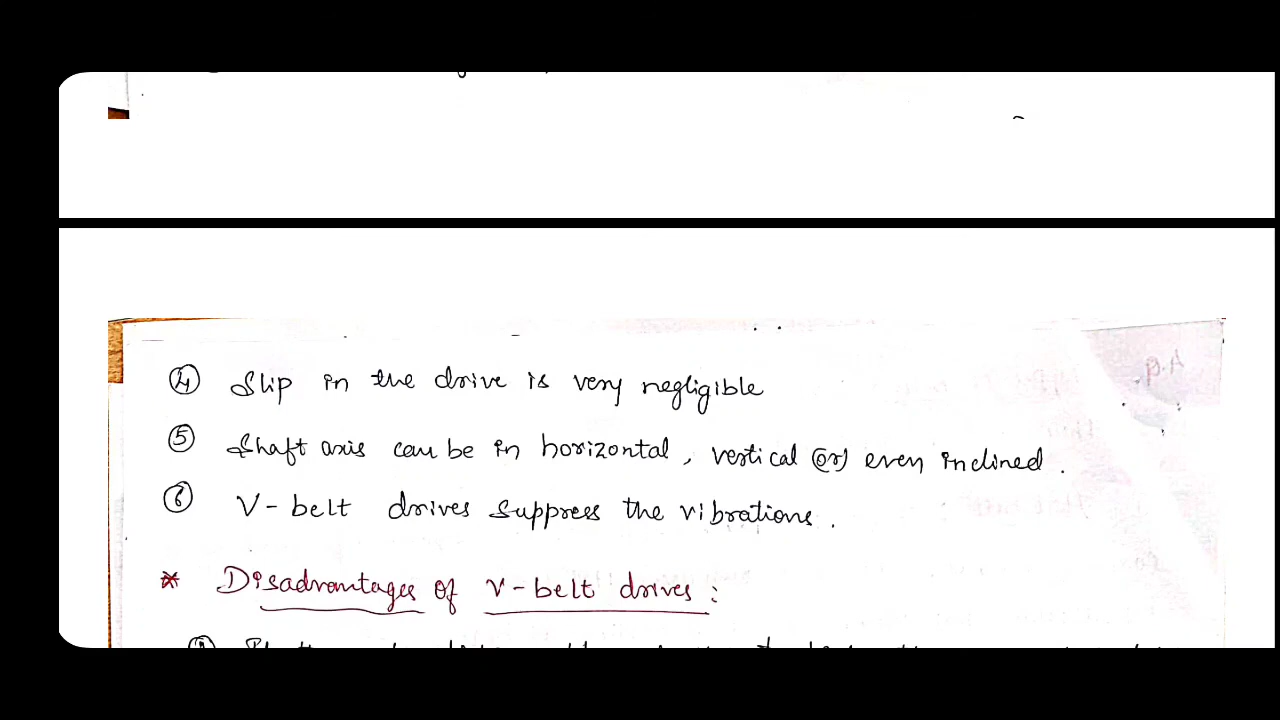 ④ Slip in the drive is very negligible
⑤ Shaft axis can be in horizontal, vertical (or) even inclined.
⑥ V-belt drives suppress the vibrations.
* Disadvantages of V-belt drives: